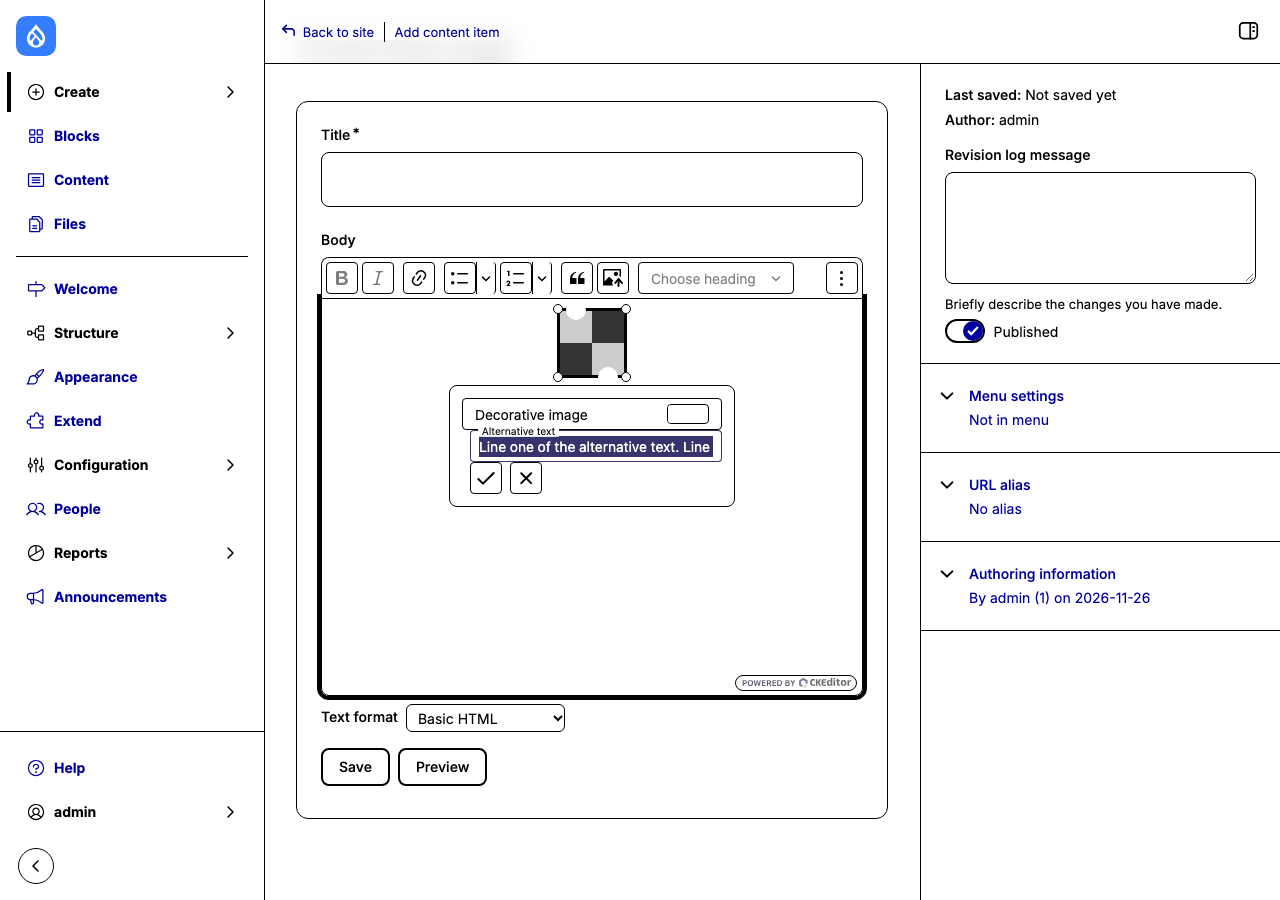 Back to site
Add content item
Create
Blocks
Content
Files
Welcome
Structure
Appearance
Extend
Configuration
People
Reports
Announcements
Help
admin
Title *
Body
B
I
Choose heading
Decorative image
Alternative text
Line one of the alternative text. Line
POWERED BY CKEditor
Text format
Basic HTML
Save
Preview
Last saved: Not saved yet
Author: admin
Revision log message
Briefly describe the changes you have made.
Published
Menu settings
Not in menu
URL alias
No alias
Authoring information
By admin (1) on 2026-11-26